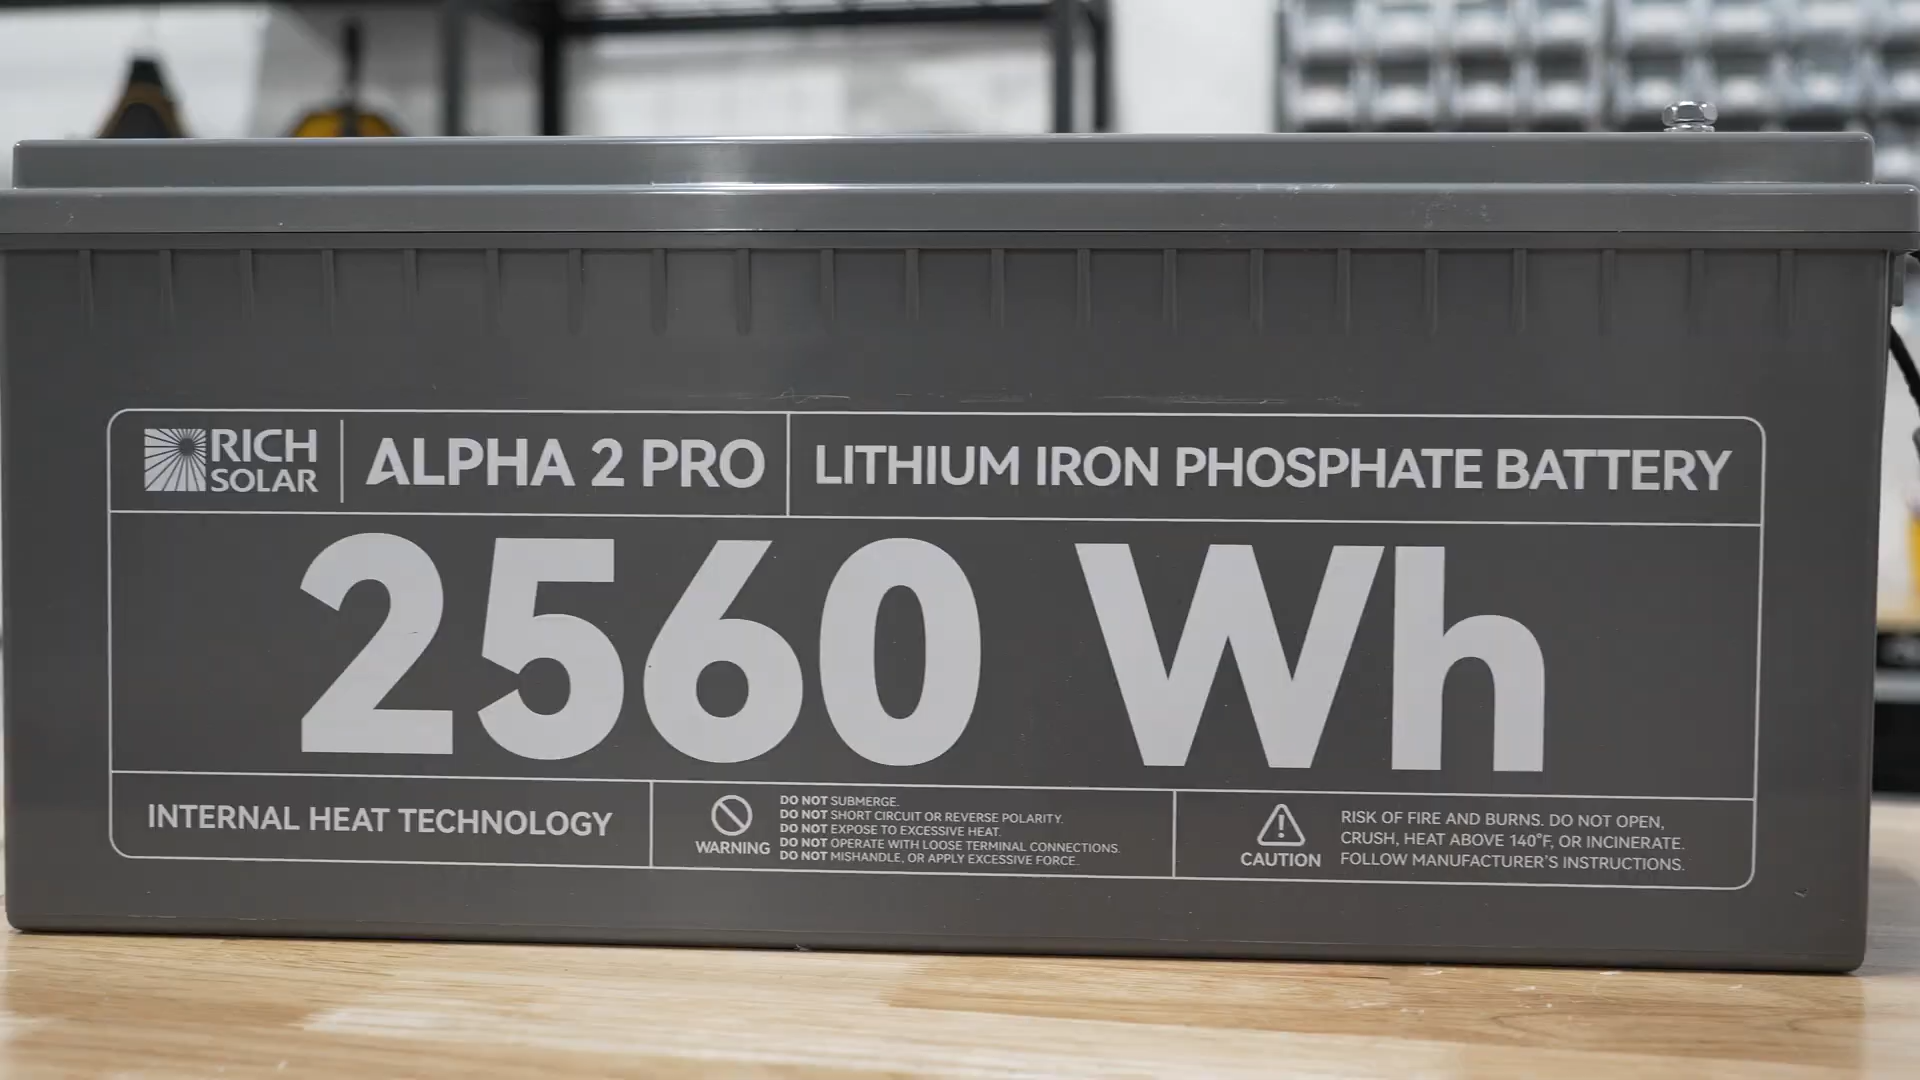 RICH
SOLAR
ALPHA 2 PRO
LITHIUM IRON PHOSPHATE BATTERY
2560 Wh
INTERNAL HEAT TECHNOLOGY
WARNING
DO NOT SUBMERGE.
DO NOT SHORT CIRCUIT OR REVERSE POLARITY.
DO NOT EXPOSE TO EXCESSIVE HEAT.
DO NOT OPERATE WITH LOOSE TERMINAL CONNECTIONS.
DO NOT MISHANDLE, OR APPLY EXCESSIVE FORCE.
CAUTION
RISK OF FIRE AND BURNS. DO NOT OPEN,
CRUSH, HEAT ABOVE 140°F, OR INCINERATE.
FOLLOW MANUFACTURER'S INSTRUCTIONS.